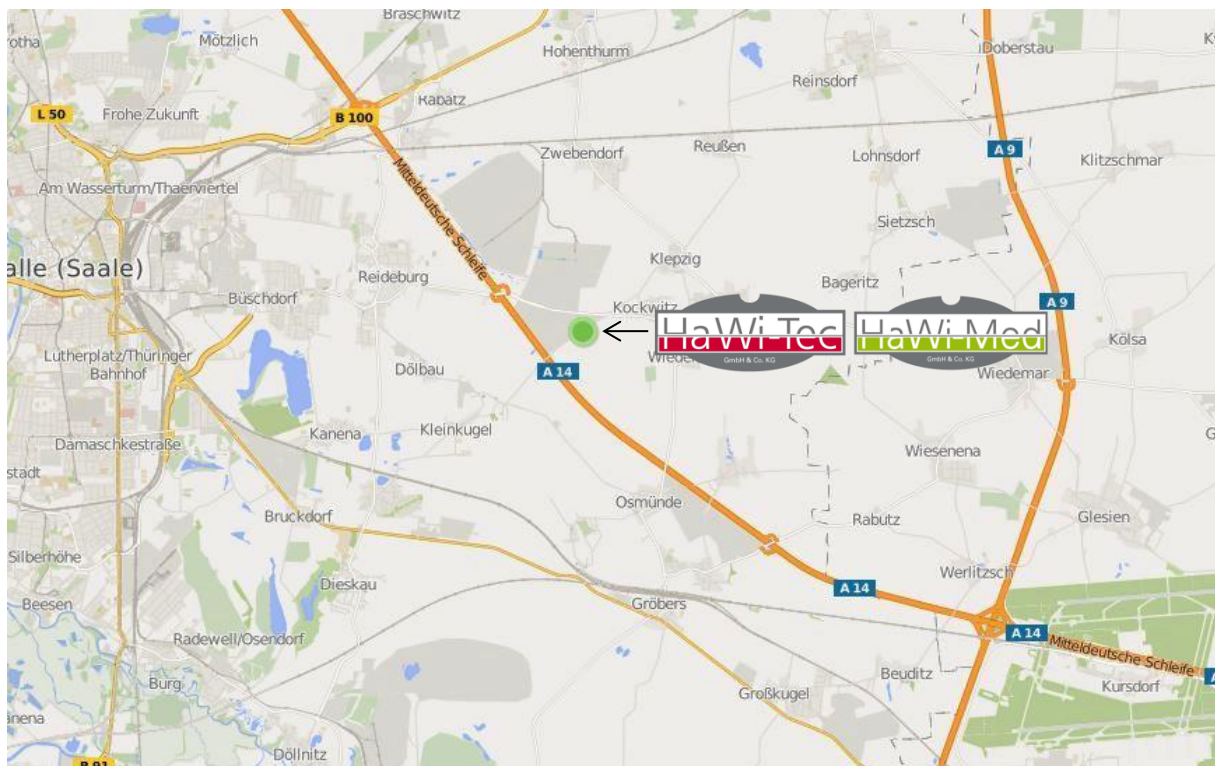 Braschwitz
rotha
Mötzlich
Hohenthurm
Doberstau
K
Reinsdorf
Rabatz
L 50
Frohe Zukunft
B 100
Zwebendorf
Reußen
Lohnsdorf
A 9
Klitzschmar
Am Wasserturm/Thaerviertel
Mitteldeutsche Schleife
Sietzsch
alle (Saale)
Reideburg
Klepzig
Bageritz
Büschdorf
Kockwitz
A 9
HaWi-Tec
GmbH & Co. KG
HaWi-Med
GmbH & Co. KG
Kölsa
Lutherplatz/Thüringer
Bahnhof
Dölbau
A 14
Wiede
Wiedemar
Damaschkestraße
Kanena
Kleinkugel
G
stadt
Wiesenena
Osmünde
Bruckdorf
Rabutz
Glesien
Silberhöhe
Dieskau
Werlitzsch
A 14
Beesen
Gröbers
Radewell/Osendorf
A 14
Mitteldeutsche Schleife
A
Burg
Beuditz
Kursdorf
Großkugel
anena
Döllnitz
B 91